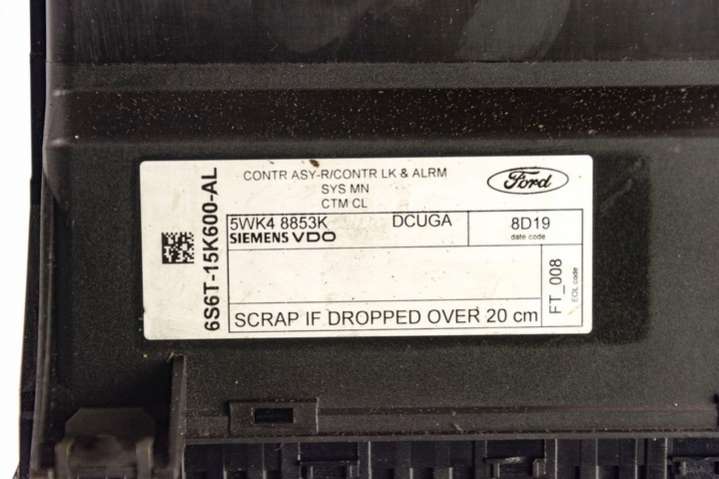 CONTR ASY-R/CONTR LK & ALRM
SYS MN
CTM CL
Ford
6S6T-15K600-AL
5WK4 8853K DCUGA
SIEMENS VDO
8D19
date code
FT_008
EOL code
SCRAP IF DROPPED OVER 20 cm